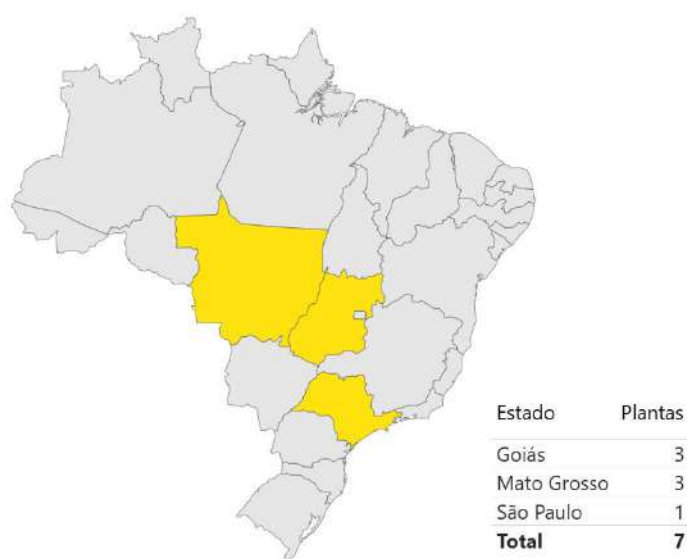 Estado Plantas
Goiás 3
Mato Grosso 3
São Paulo 1
Total 7